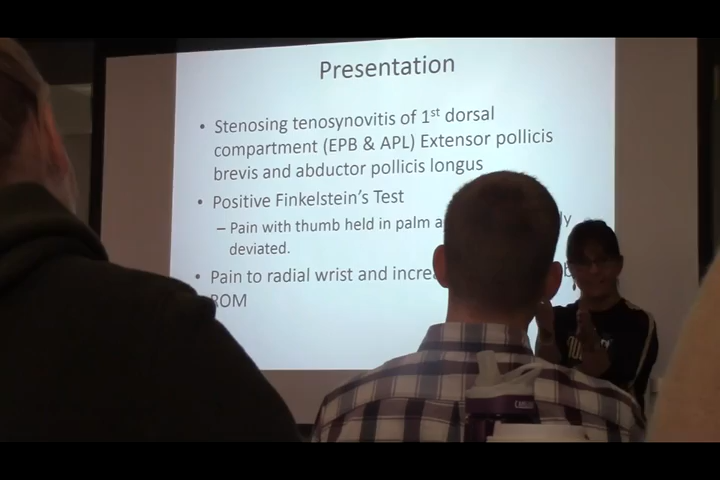 Presentation
• Stenosing tenosynovitis of 1st dorsal
compartment (EPB & APL) Extensor pollicis
brevis and abductor pollicis longus
• Positive Finkelstein's Test
– Pain with thumb held in palm
deviated.
• Pain to radial wrist and
ROM